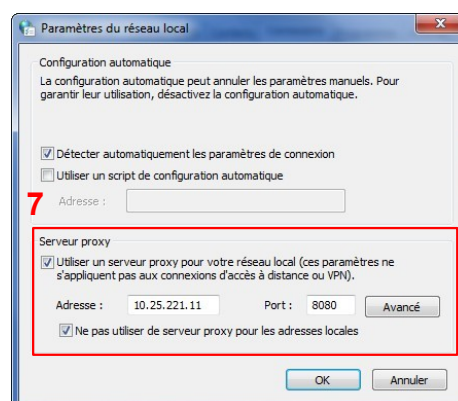 Paramètres du réseau local
Configuration automatique
La configuration automatique peut annuler les paramètres manuels. Pour
garantir leur utilisation, désactivez la configuration automatique.
Détecter automatiquement les paramètres de connexion
Utiliser un script de configuration automatique
7
Adresse :
Serveur proxy
Utiliser un serveur proxy pour votre réseau local (ces paramètres ne
s'appliquent pas aux connexions d'accès à distance ou VPN).
Adresse : 10.25.221.11 Port : 8080 Avancé
Ne pas utiliser de serveur proxy pour les adresses locales
OK Annuler